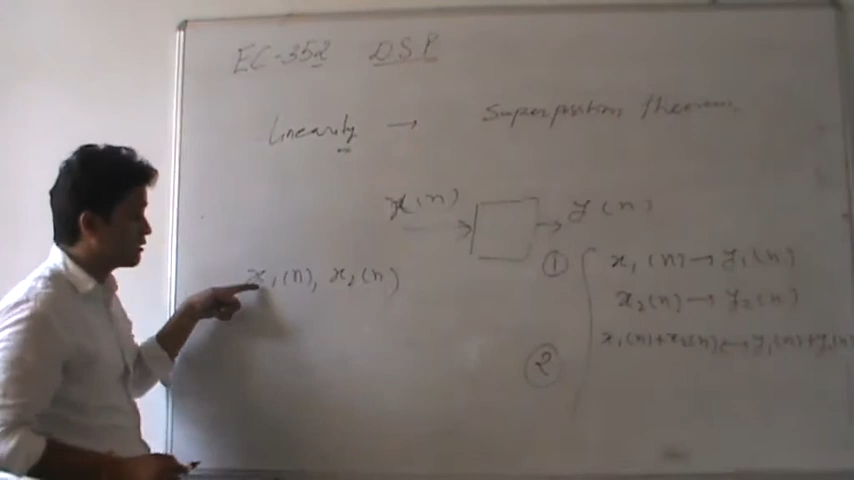 EC-352 DSP
Linearity → Superposition theorem
x(n) → y(n)
x₁(n), x₂(n)
① x₁(n) → y₁(n)
x₂(n) → y₂(n)
② x₁(n)+x₂(n) → y₁(n)+y₂(n)